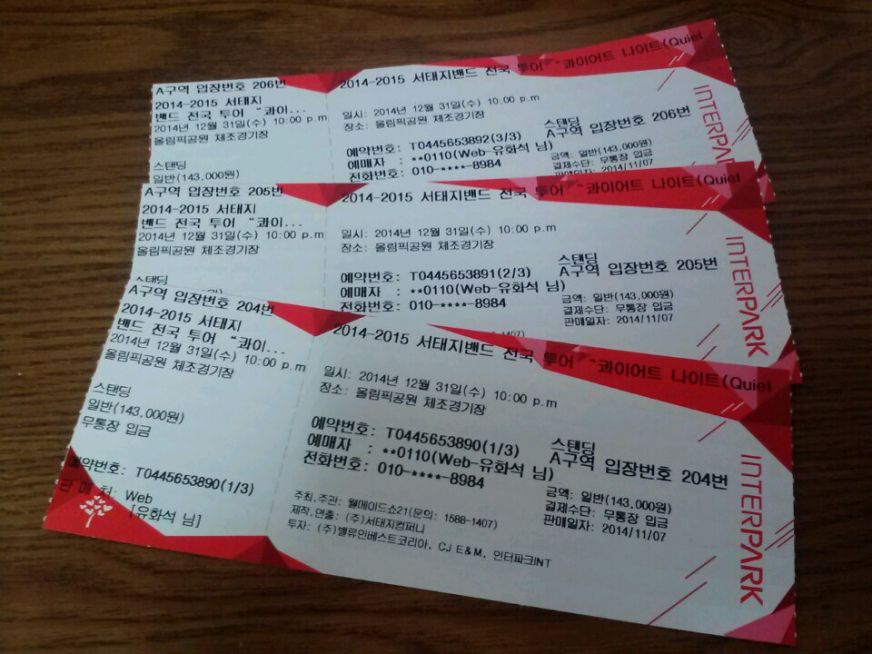 A구역 입장번호 206번
2014-2015 서태지
밴드 전국 투어 “콰이...
2014년 12월 31일(수) 10:00 p.m
올림픽공원 체조경기장
스탠딩
일반(143,000원)
2014-2015 서태지밴드 전국 투어 “콰이어트 나이트(Quiet
일시: 2014년 12월 31일(수) 10:00 p.m
장소: 올림픽공원 체조경기장
스탠딩
예약번호: T0445653892(3/3) A구역 입장번호 206번
예매자 : **0110(Web-유화석 님)
전화번호: 010-****-8984
금액: 일반(143,000원)
결제수단: 무통장 입금
판매일자: 2014/11/07
INTERPARK
A구역 입장번호 205번
2014-2015 서태지
밴드 전국 투어 “콰이...
2014년 12월 31일(수) 10:00 p.m
올림픽공원 체조경기장
스탠딩
2014-2015 서태지밴드 전국 투어 “콰이어트 나이트(Quiet
일시: 2014년 12월 31일(수) 10:00 p.m
장소: 올림픽공원 체조경기장
스탠딩
예약번호: T0445653891(2/3) A구역 입장번호 205번
예매자 : **0110(Web-유화석 님)
전화번호: 010-****-8984
금액: 일반(143,000원)
결제수단: 무통장 입금
판매일자: 2014/11/07
1407)
INTERPARK
A구역 입장번호 204번
2014-2015 서태지
밴드 전국 투어 “콰이...
2014년 12월 31일(수) 10:00 p.m
올림픽공원 체조경기장
스탠딩
일반(143,000원)
무통장 입금
예약번호: T0445653890(1/3)
판 매 처: Web
[유화석 님]
2014-2015 서태지밴드 전국 투어 “콰이어트 나이트(Quiet
일시: 2014년 12월 31일(수) 10:00 p.m
장소: 올림픽공원 체조경기장
스탠딩
예약번호: T0445653890(1/3) A구역 입장번호 204번
예매자 : **0110(Web-유화석 님)
전화번호: 010-****-8984
금액: 일반(143,000원)
결제수단: 무통장 입금
판매일자: 2014/11/07
주최,주관: 웰메이드쇼21(문의: 1588-1407)
제작,연출: (주)서태지컴퍼니
투자: (주)밸류인베스트코리아, CJ E&M, 인터파크INT
INTERPARK